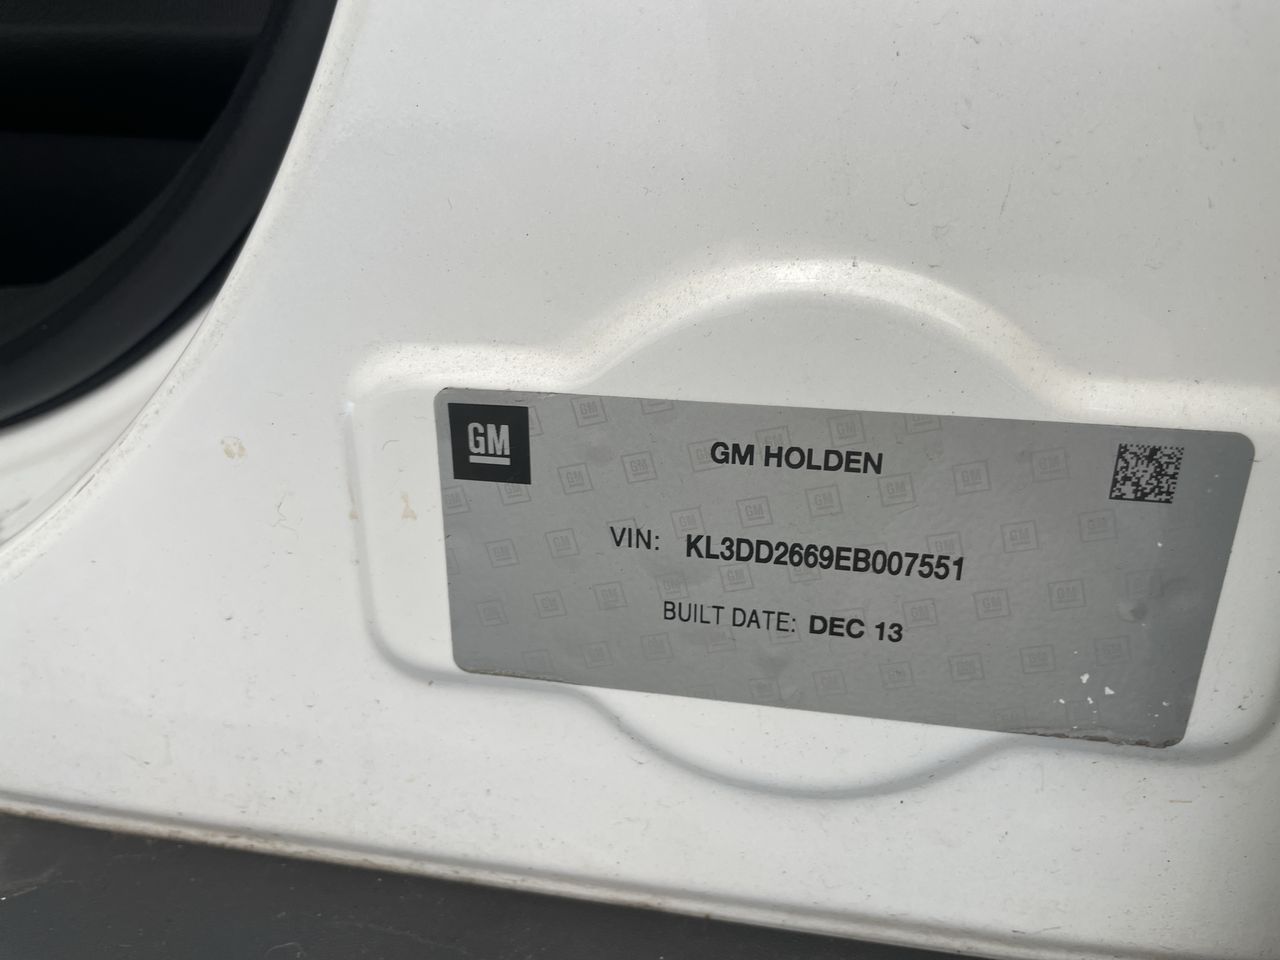 GM
GM HOLDEN
VIN: KL3DD2669EB007551
BUILT DATE: DEC 13